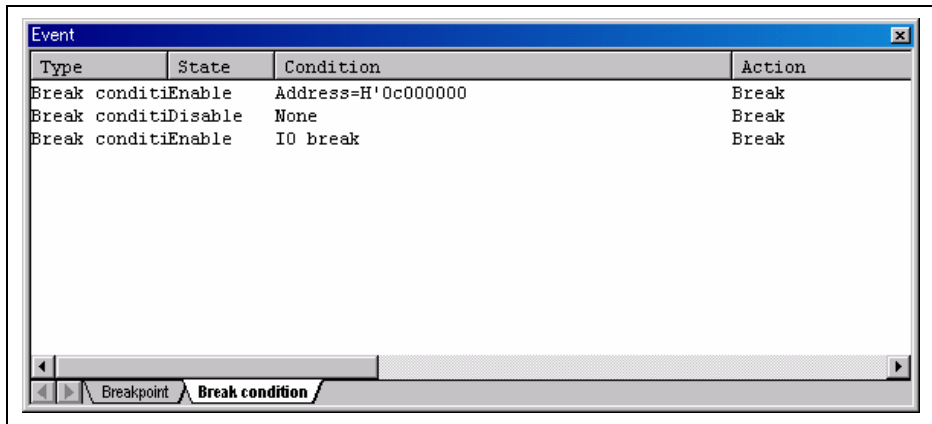 Event
Type State Condition Action
Break conditiEnable Address=H'0c000000 Break
Break conditiDisable None Break
Break conditiEnable IO break Break
Breakpoint Break condition